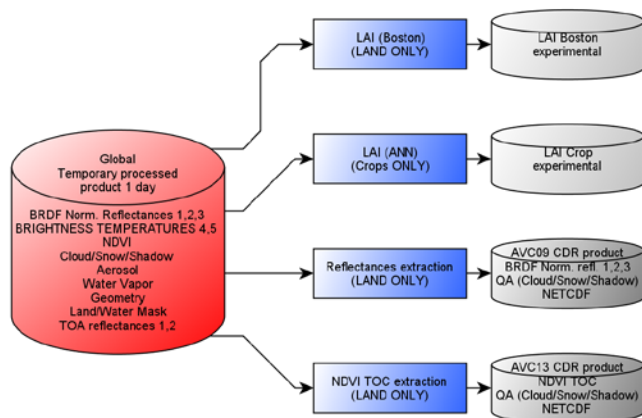 LAI (Boston)
(LAND ONLY)
LAI Boston
experimental
LAI (ANN)
(Crops ONLY)
LAI Crop
experimental
Global
Temporary processed
product 1 day
BRDF Norm. Reflectances 1,2,3
BRIGHTNESS TEMPERATURES 4,5
NDVI
Cloud/Snow/Shadow
Aerosol
Water Vapor
Geometry
Land/Water Mask
TOA reflectances 1,2
Reflectances extraction
(LAND ONLY)
AVC09 CDR product
BRDF Norm. refl. 1,2,3
QA (Cloud/Snow/Shadow)
NETCDF
NDVI TOC extraction
(LAND ONLY)
AVC13 CDR product
NDVI TOC
QA (Cloud/Snow/Shadow)
NETCDF